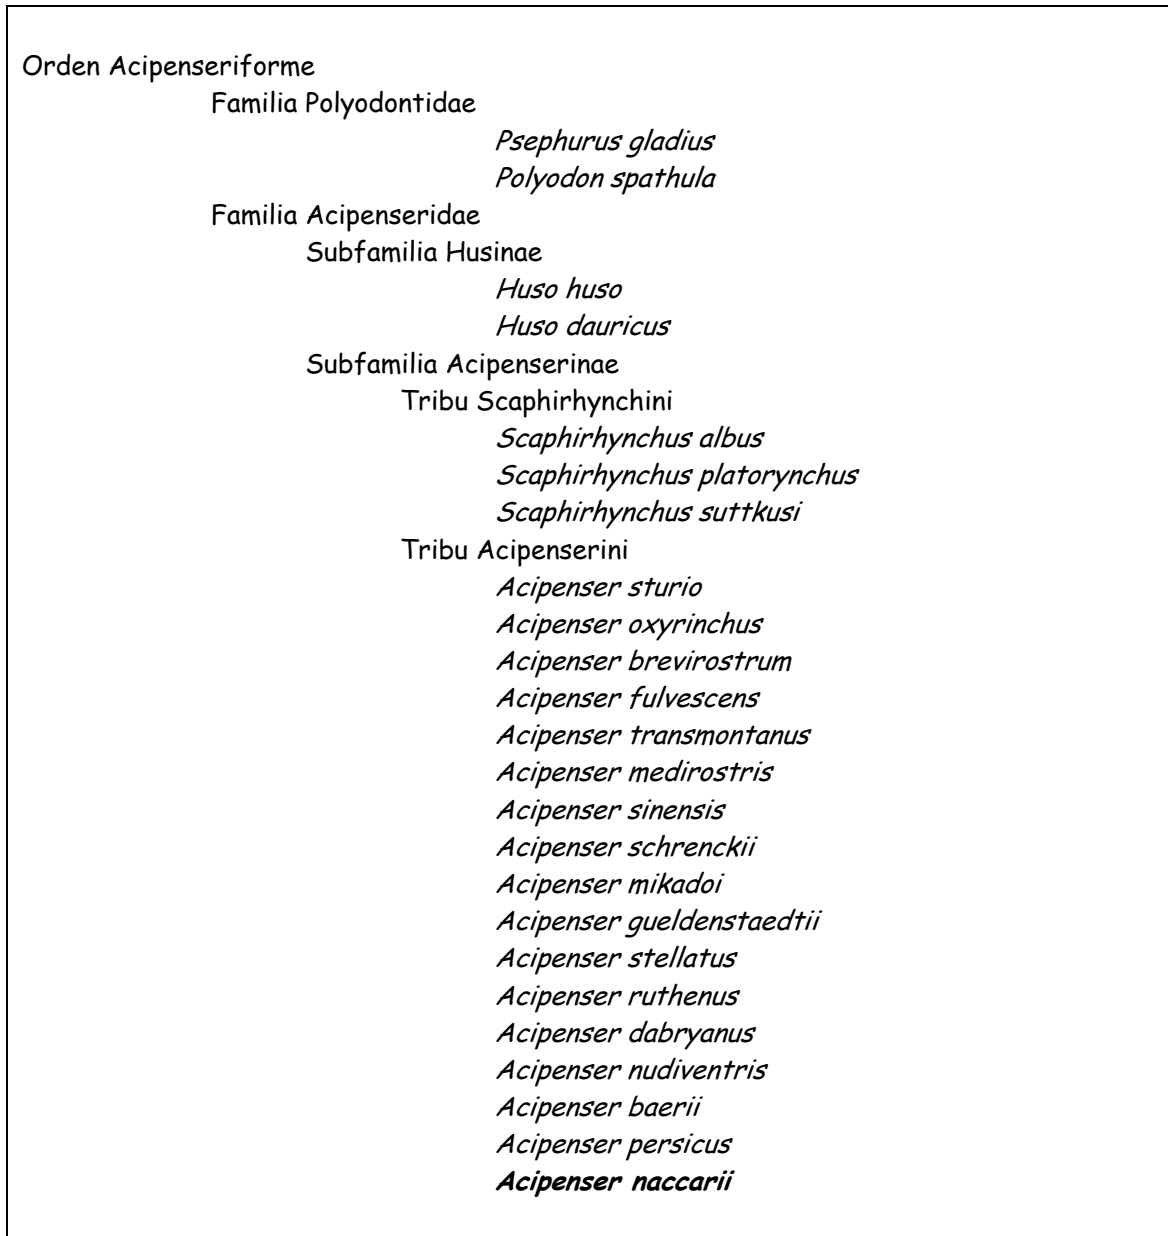 Orden Acipenseriforme
Familia Polyodontidae
Psephurus gladius
Polyodon spathula
Familia Acipenseridae
Subfamilia Husinae
Huso huso
Huso dauricus
Subfamilia Acipenserinae
Tribu Scaphirhynchini
Scaphirhynchus albus
Scaphirhynchus platorynchus
Scaphirhynchus suttkusi
Tribu Acipenserini
Acipenser sturio
Acipenser oxyrinchus
Acipenser brevirostrum
Acipenser fulvescens
Acipenser transmontanus
Acipenser medirostris
Acipenser sinensis
Acipenser schrenckii
Acipenser mikadoi
Acipenser gueldenstaedtii
Acipenser stellatus
Acipenser ruthenus
Acipenser dabryanus
Acipenser nudiventris
Acipenser baerii
Acipenser persicus
Acipenser naccarii